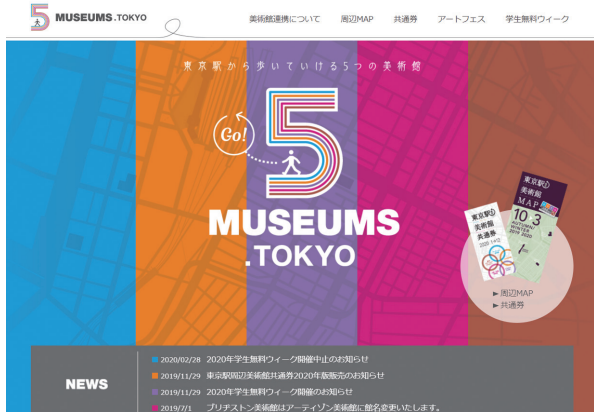 5 MUSEUMS.TOKYO
美術館連携について 周辺MAP 共通券 アートフェス 学生無料ウィーク
東京駅から歩いていける5つの美術館
Go!
5
MUSEUMS
.TOKYO
東京駅
美術館
MAP
東京駅
美術館
共通券
2020
10 3
AUTUMN/
WINTER
2019 2020
►周辺MAP
►共通券
NEWS
2020/02/28 2020年学生無料ウィーク開催中止のお知らせ
2019/11/29 東京駅周辺美術館共通券2020年版販売のお知らせ
2019/11/29 2020年学生無料ウィーク開催のお知らせ
2019/7/1 ブリヂストン美術館はアーティゾン美術館に館名変更いたします。